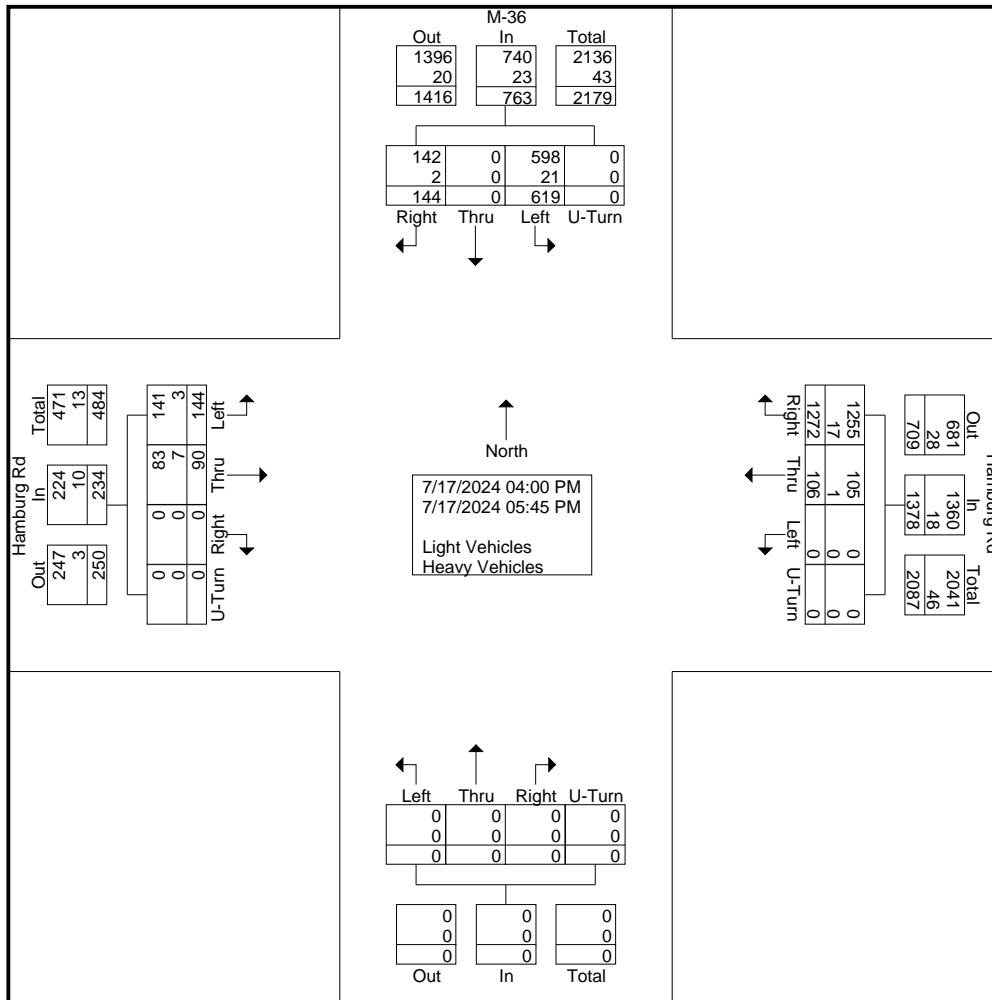 M-36
Out In Total
1396 740 2136
20 23 43
1416 763 2179
142 0 598 0
2 0 21 0
144 0 619 0
Right Thru Left U-Turn
Hamburg Rd
Total In Out
471 224 247
13 10 3
484 234 250
Left Thru Right U-Turn
141 83 0 0
3 7 0 0
144 90 0 0
North
7/17/2024 04:00 PM
7/17/2024 05:45 PM
Light Vehicles
Heavy Vehicles
Right Thru Left U-Turn
1255 105 0 0
17 1 0 0
1272 106 0 0
Hamburg Rd
Out In Total
681 1360 2041
28 18 46
709 1378 2087
Left Thru Right U-Turn
0 0 0 0
0 0 0 0
0 0 0 0
0 0 0
0 0 0
0 0 0
Out In Total